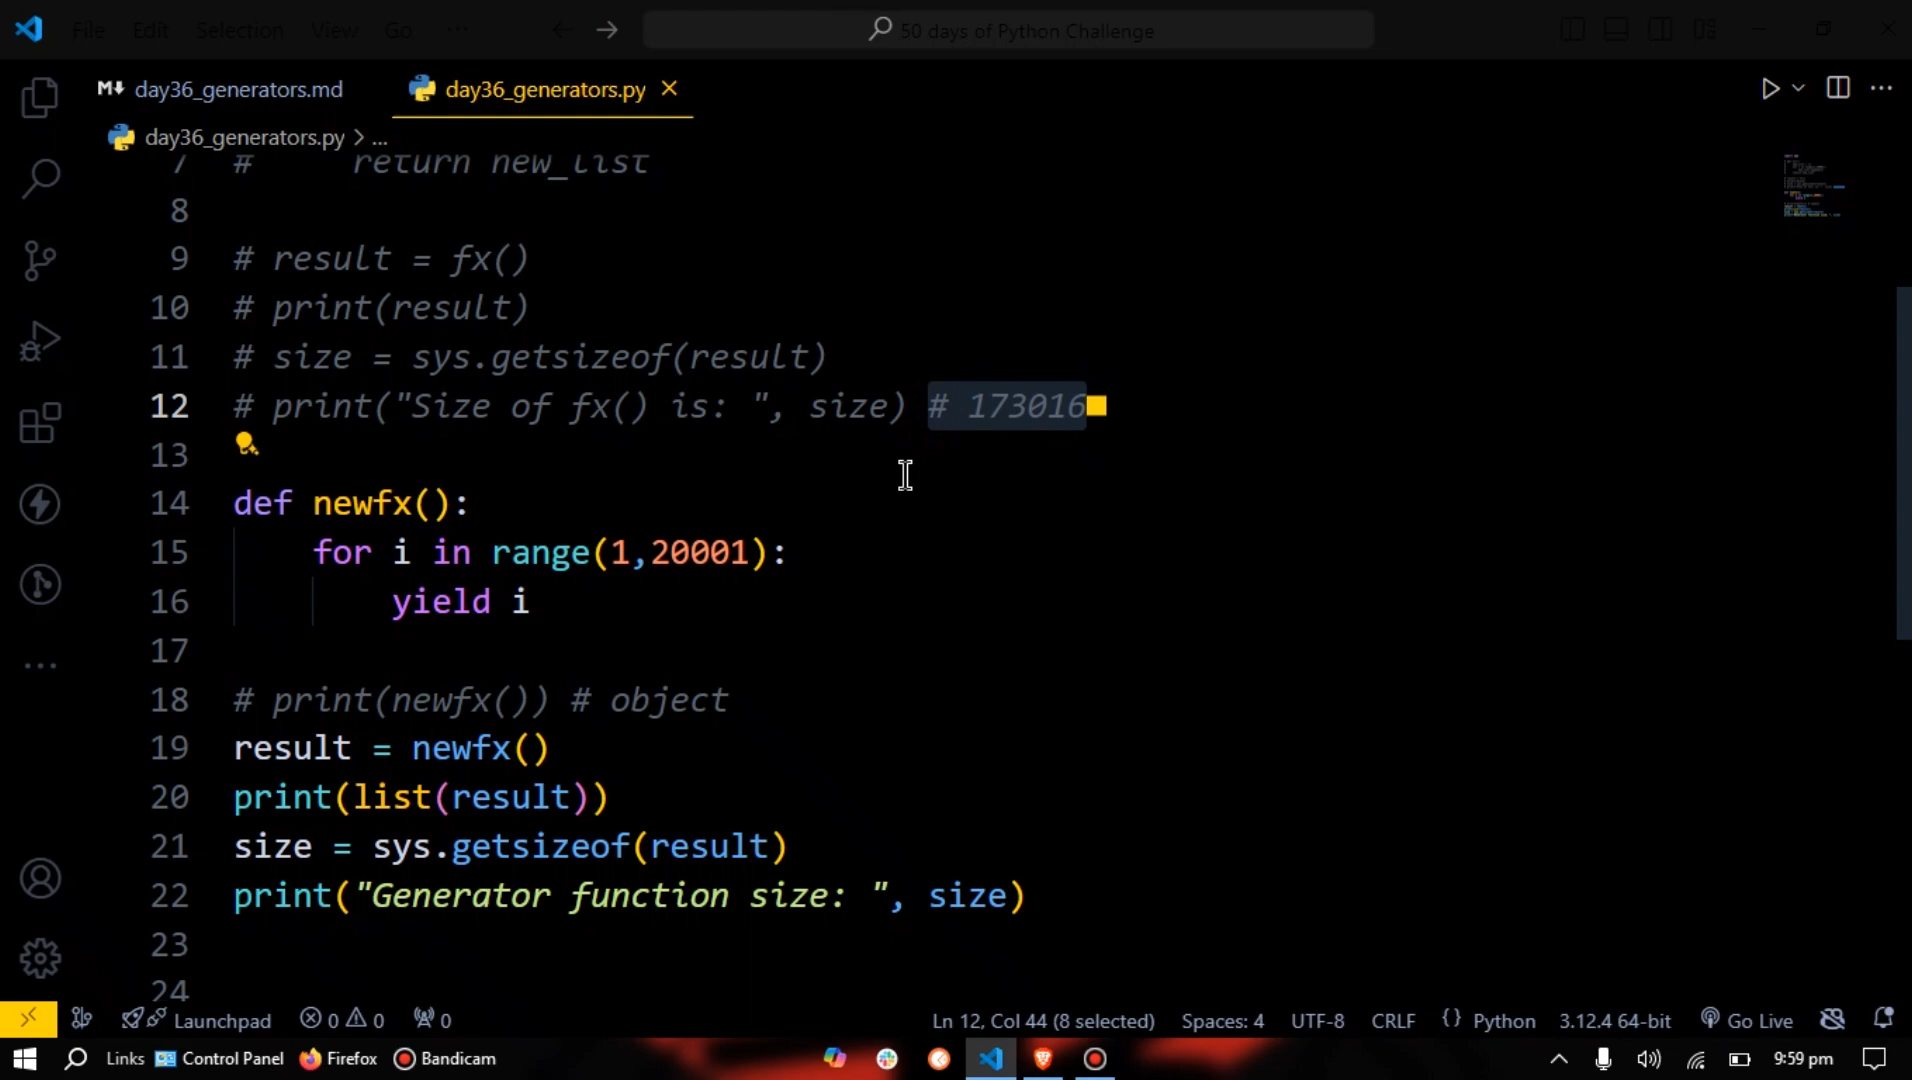 File Edit Selection View Go ... 50 days of Python Challenge
day36_generators.md day36_generators.py
day36_generators.py > ...
7 # return new_list
8
9 # result = fx()
10 # print(result)
11 # size = sys.getsizeof(result)
12 # print("Size of fx() is: ", size) # 173016
13
14 def newfx():
15 for i in range(1,20001):
16 yield i
17
18 # print(newfx()) # object
19 result = newfx()
20 print(list(result))
21 size = sys.getsizeof(result)
22 print("Generator function size: ", size)
23
24
Launchpad 0 0 0 Ln 12, Col 44 (8 selected) Spaces: 4 UTF-8 CRLF {} Python 3.12.4 64-bit Go Live
Links Control Panel Firefox Bandicam 9:59 pm